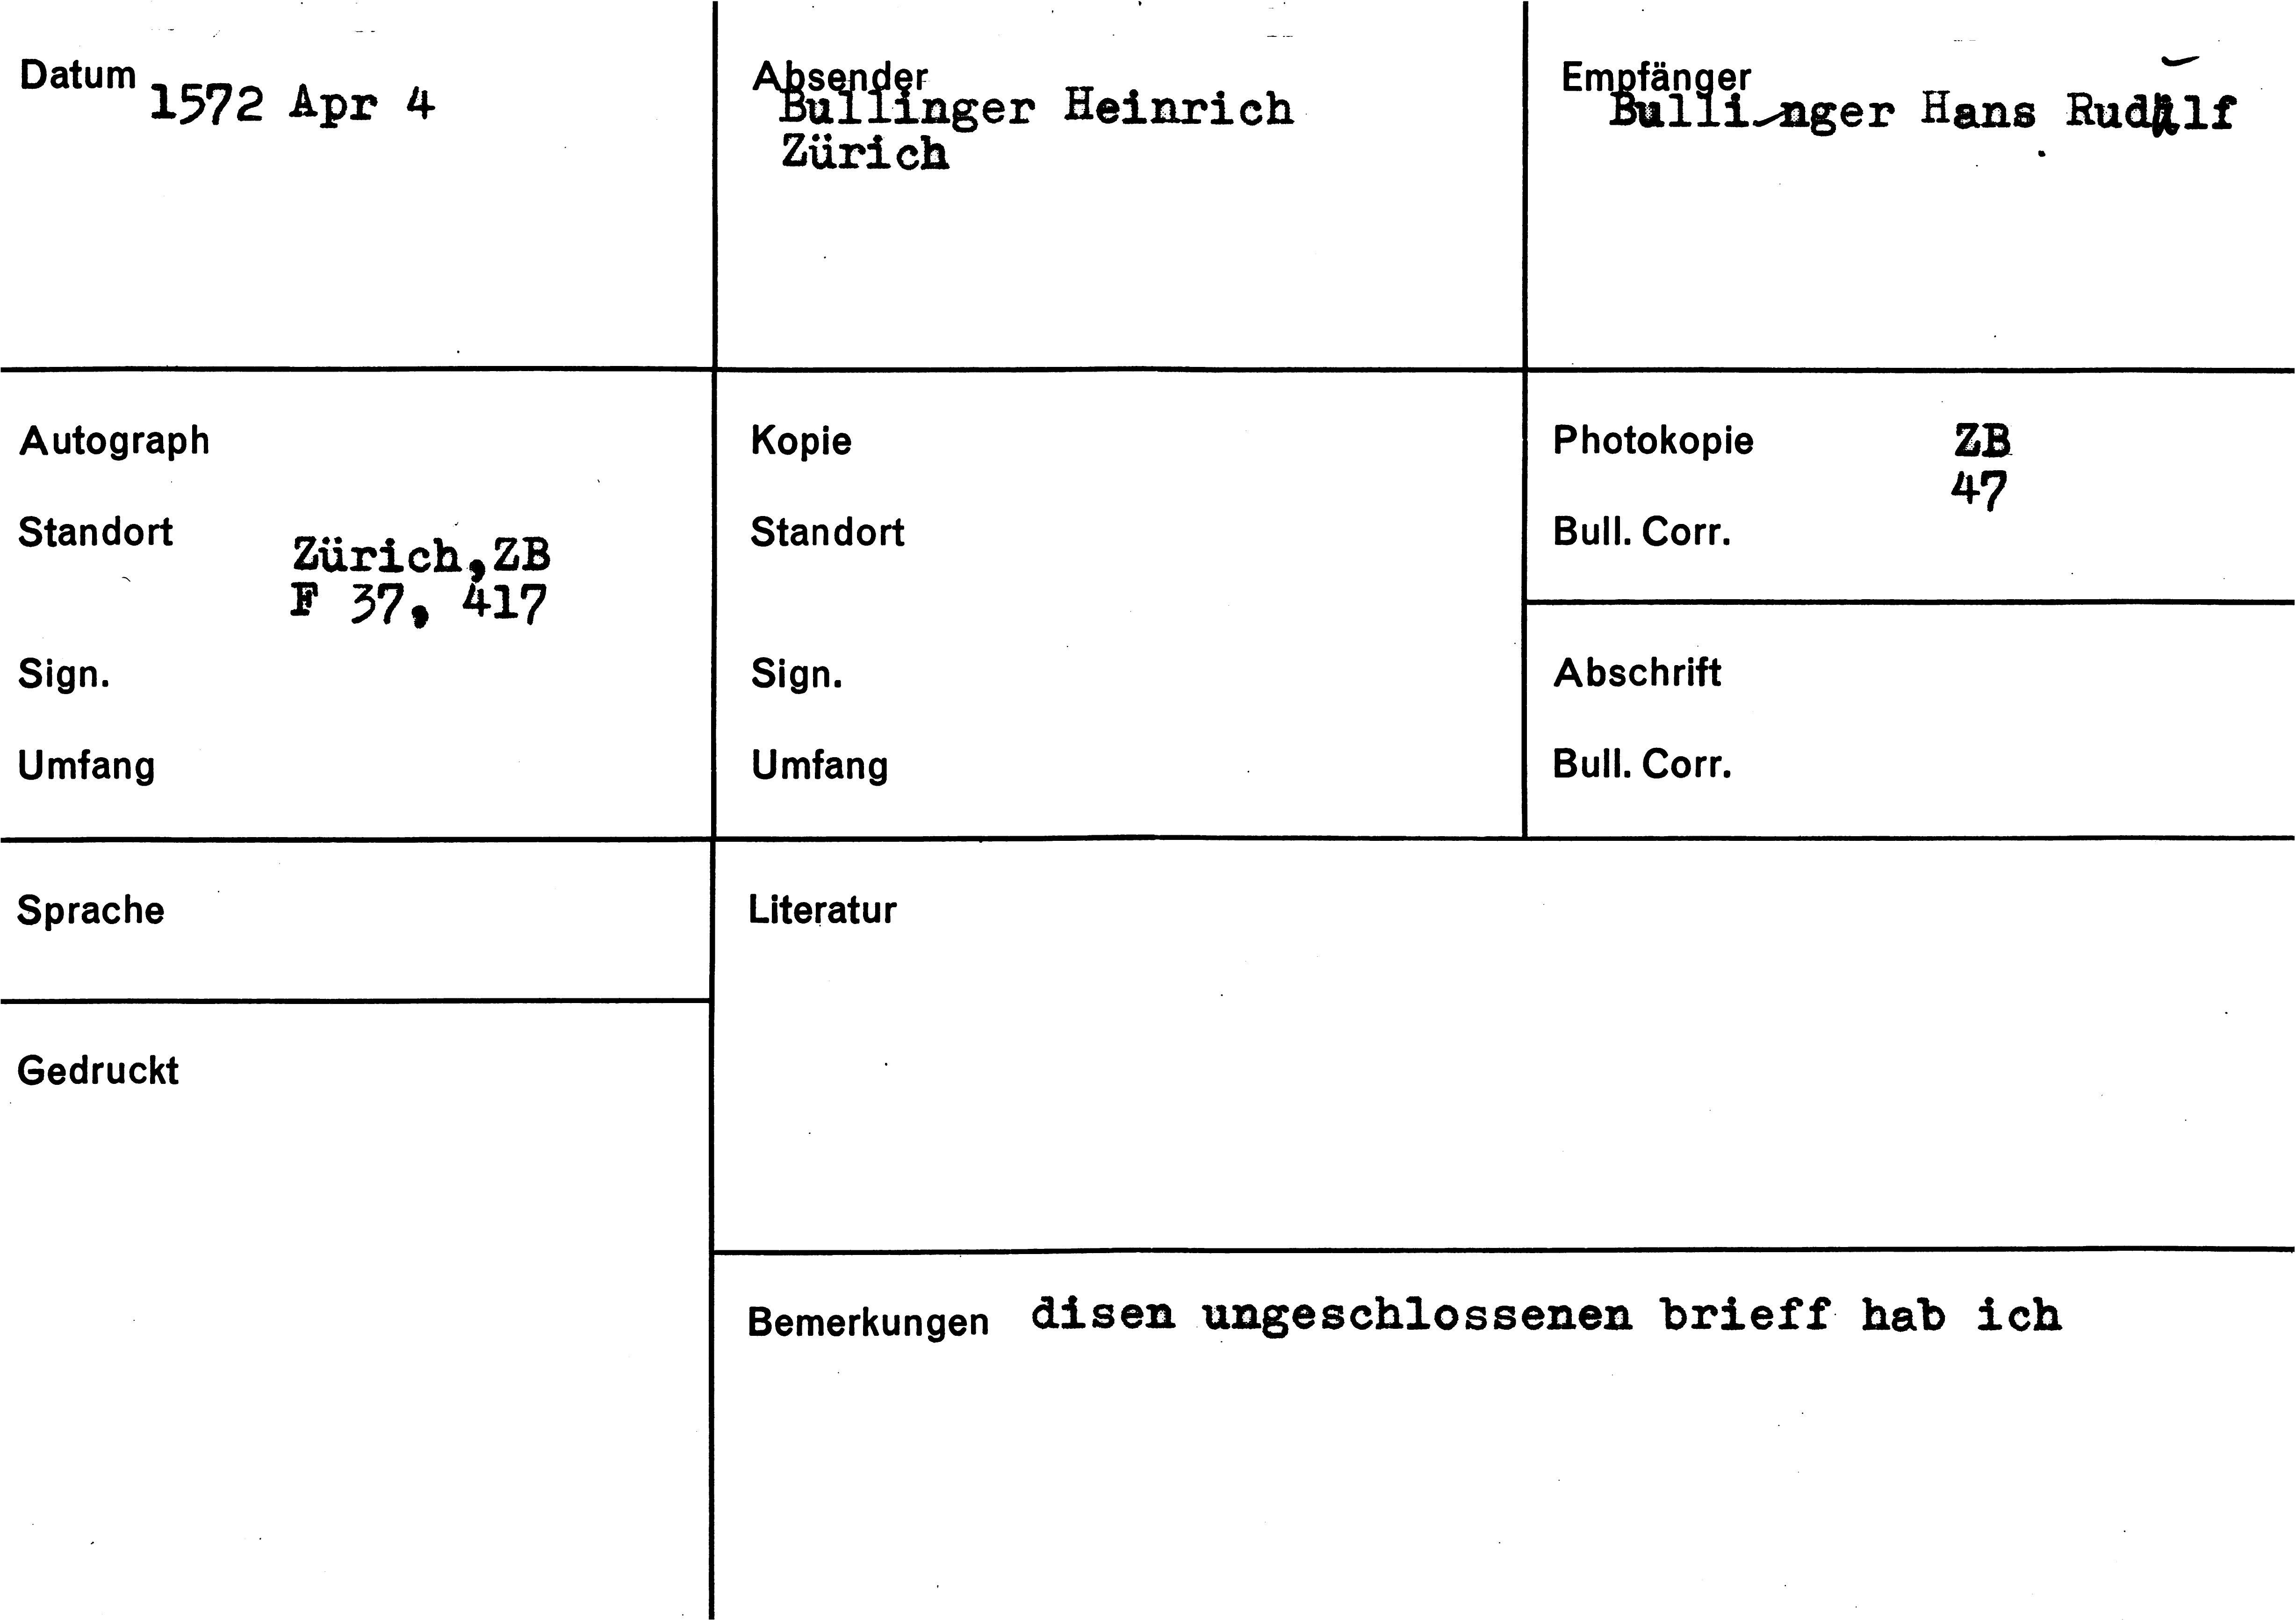 Datum 1572 Apr 4
Absender
Bullinger Heinrich
Zürich
Empfänger
Bullinger Hans Rudolf
Autograph
Standort
Zürich, ZB
F 37, 417
Sign.
Umfang
Kopie
Standort
Sign.
Umfang
Photokopie ZB
47
Bull. Corr.
Abschrift
Bull. Corr.
Sprache
Literatur
Gedruckt
Bemerkungen disen ungeschlossenen brieff hab ich